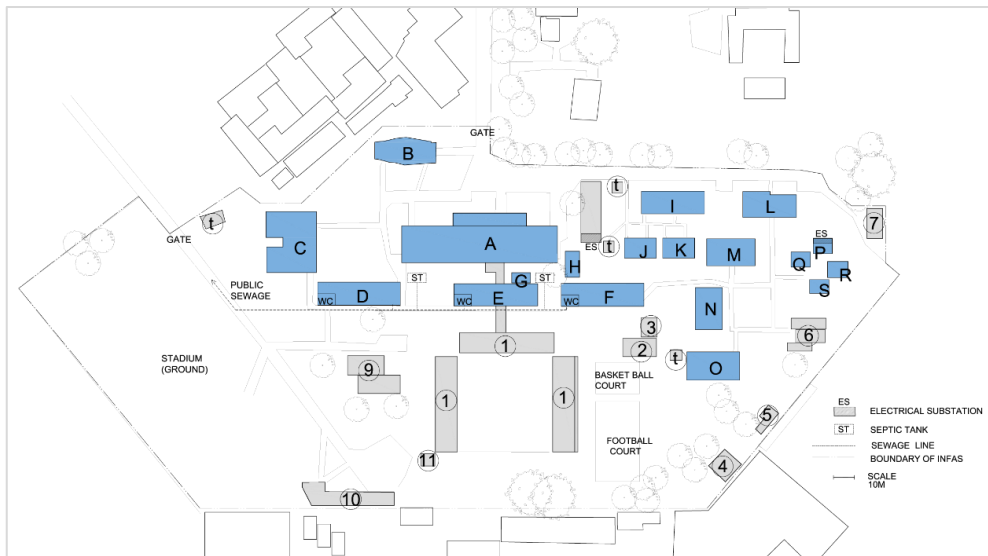 GATE
B
t
I
L
t
7
GATE
C
A
ES
t
H
J
K
M
ES
P
Q
R
S
PUBLIC
SEWAGE
ST
G
ST
WC
D
WC
E
WC
F
N
3
6
1
2
STADIUM
(GROUND)
9
t
O
BASKET BALL
COURT
1
1
ES
ELECTRICAL SUBSTATION
5
ST
SEPTIC TANK
FOOTBALL
COURT
SEWAGE LINE
BOUNDARY OF INFAS
11
4
SCALE
10M
10